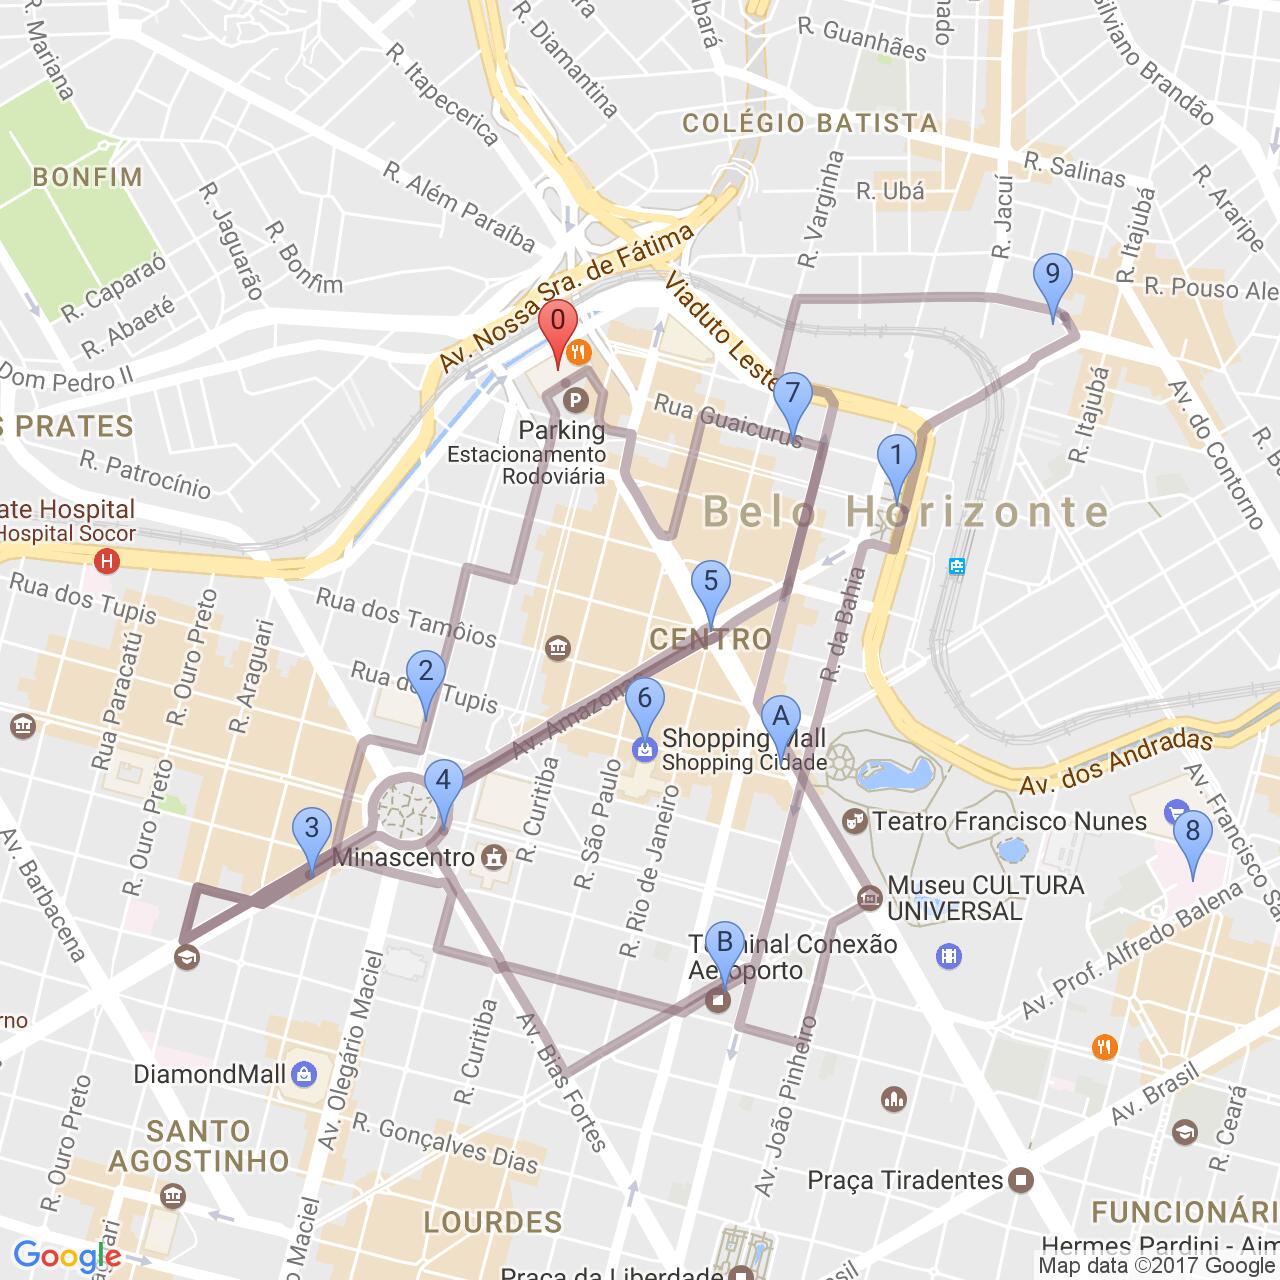 R. Mariana
R. Itapecerica
R. Diamantina
R. Guanhães
Silviano Brandão
COLÉGIO BATISTA
BONFIM
R. Além Paraíba
R. Jaguarão
R. Bonfim
R. Varginha
R. Ubá
R. Jacuí
R. Salinas
R. Itajubá
R. Araripe
R. Caparaó
R. Abaeté
Av. Nossa Sra. de Fátima
Viaduto Leste
R. Pouso Ale
9
0
Dom Pedro II
S PRATES
R. Patrocínio
P
Parking
Estacionamento
Rodoviária
Rua Guaicurus
7
1
R. Itajubá
Av. do Contorno
Belo Horizonte
ate Hospital
Hospital Socor
H
Rua dos Tupis
Rua dos Tamóios
R. Ouro Preto
Rua Paracatú
R. Araguari
5
CENTRO
R. da Bahia
2
Rua dos Tupis
6
A
Av. Amazonas
Shopping Mall
Shopping Cidade
Av. dos Andradas
4
3
R. Ouro Preto
R. Curitiba
R. São Paulo
R. Rio de Janeiro
Minascentro
Teatro Francisco Nunes
8
Av. Francisco Sa
Av. Barbacena
Museu CULTURA
UNIVERSAL
B
Terminal Conexão
Aeroporto
Av. Prof. Alfredo Balena
rno
DiamondMall
Av. Olegário Maciel
R. Curitiba
Av. Bias Fortes
Av. João Pinheiro
Av. Brasil
R. Ceará
R. Ouro Preto
SANTO
AGOSTINHO
R. Gonçalves Dias
Praça Tiradentes
LOURDES
FUNCIONÁRI
Maciel
Hermes Pardini - Aim
Praça da Liberdade
Google
Map data ©2017 Google